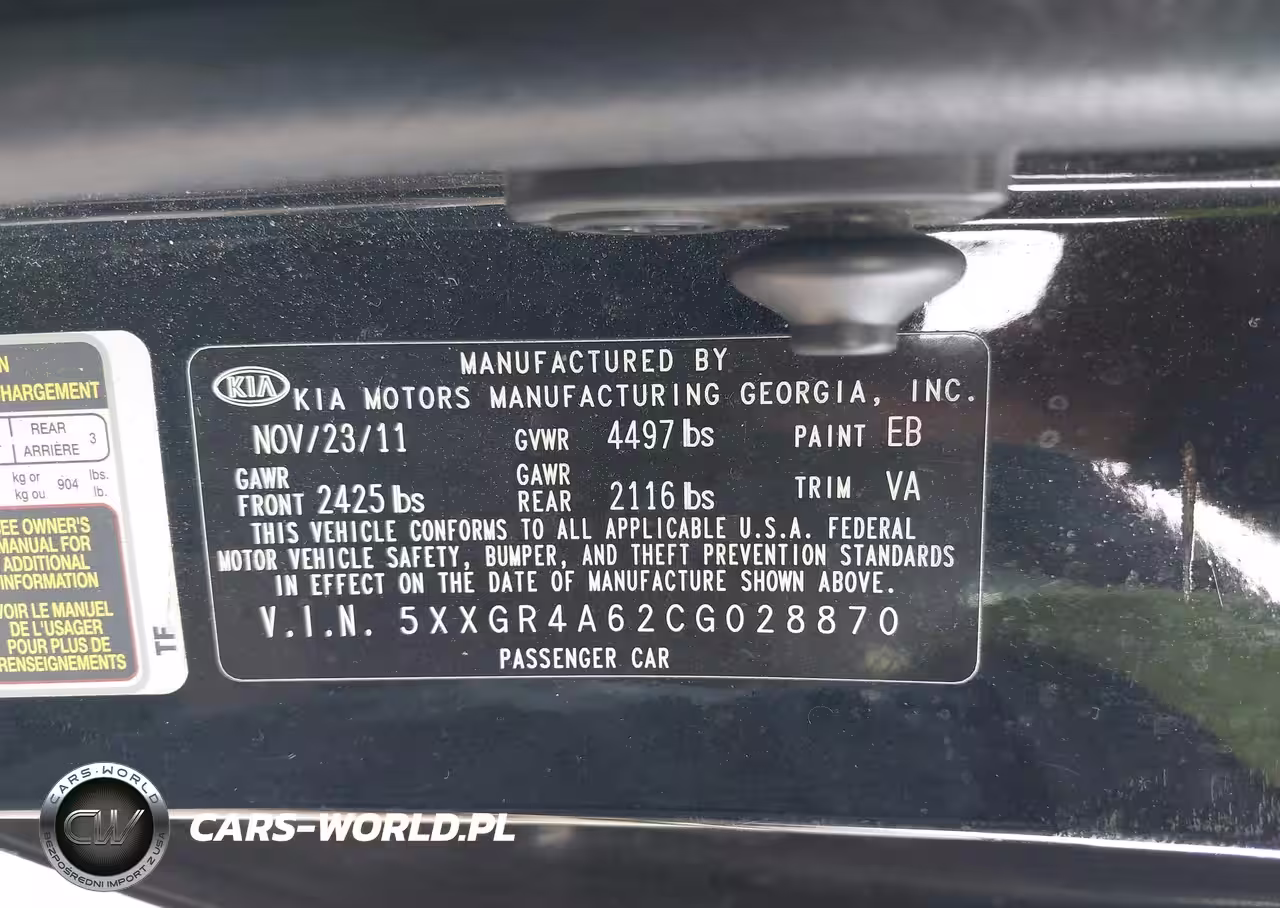 N
HARGEMENT
REAR
ARRIÈRE 3
kg or
kg ou 904 lbs.
lb.
EE OWNER'S
MANUAL FOR
ADDITIONAL
INFORMATION
VOIR LE MANUEL
DE L'USAGER
POUR PLUS DE
RENSEIGNEMENTS
TF
MANUFACTURED BY
KIA KIA MOTORS MANUFACTURING GEORGIA, INC.
NOV/23/11 GVWR 4497 lbs PAINT EB
GAWR FRONT 2425 lbs GAWR REAR 2116 lbs TRIM VA
THIS VEHICLE CONFORMS TO ALL APPLICABLE U.S.A. FEDERAL
MOTOR VEHICLE SAFETY, BUMPER, AND THEFT PREVENTION STANDARDS
IN EFFECT ON THE DATE OF MANUFACTURE SHOWN ABOVE.
V.I.N. 5XXGR4A62CG028870
PASSENGER CAR
CARS-WORLD
CW
BEZPOŚREDNI IMPORT Z USA
CARS-WORLD.PL